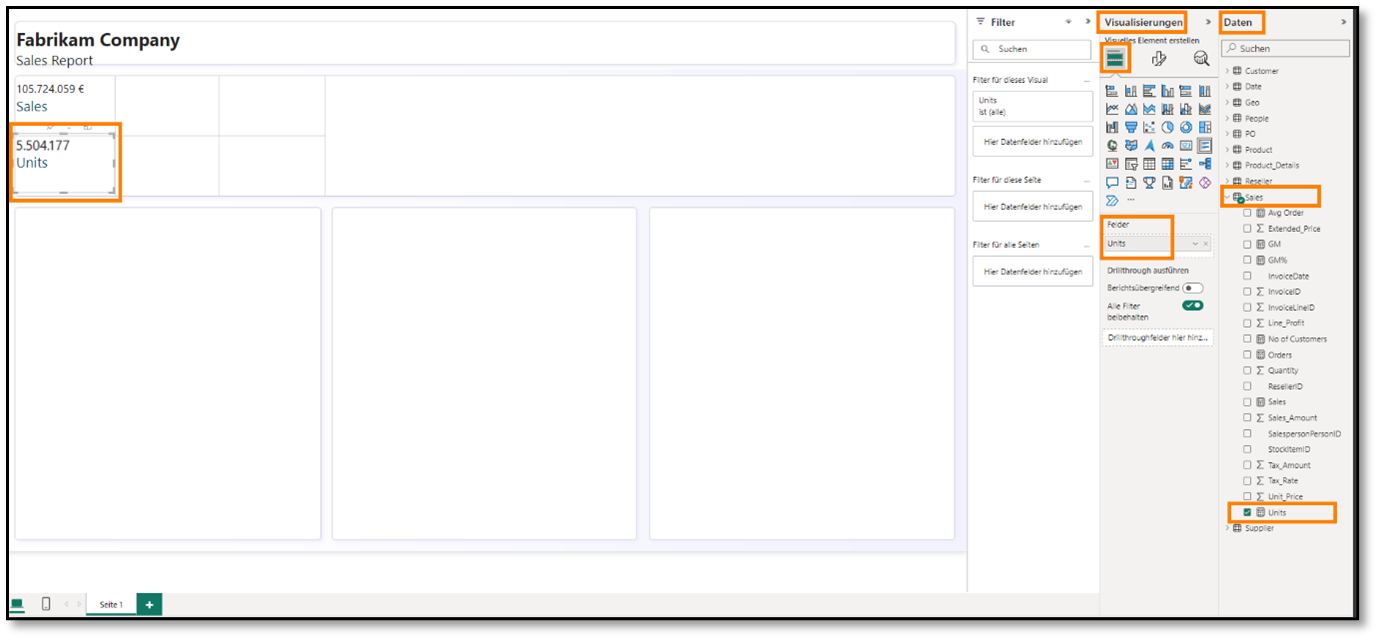 Fabrikam Company
Sales Report
105.724.059 €
Sales
5.504.177
Units
Seite 1
Filter
Suchen
Filter für dieses Visual
...
Units
ist (alle)
Hier Datenfelder hinzufügen
Filter für diese Seite
...
Hier Datenfelder hinzufügen
Filter für alle Seiten
...
Hier Datenfelder hinzufügen
Visualisierungen
Visuelles Element erstellen
...
Felder
Units
Drillthrough ausführen
Berichtsübergreifend
Alle Filter
beibehalten
Drillthroughfelder hier hinz...
Daten
Suchen
Customer
Date
Geo
People
PO
Product
Product_Details
Reseller
Sales
Avg Order
Extended_Price
GM
GM%
InvoiceDate
InvoiceID
InvoiceLineID
Line_Profit
No of Customers
Orders
Quantity
ResellerID
Sales
Sales_Amount
SalespersonPersonID
StockItemID
Tax_Amount
Tax_Rate
Unit_Price
Units
Supplier